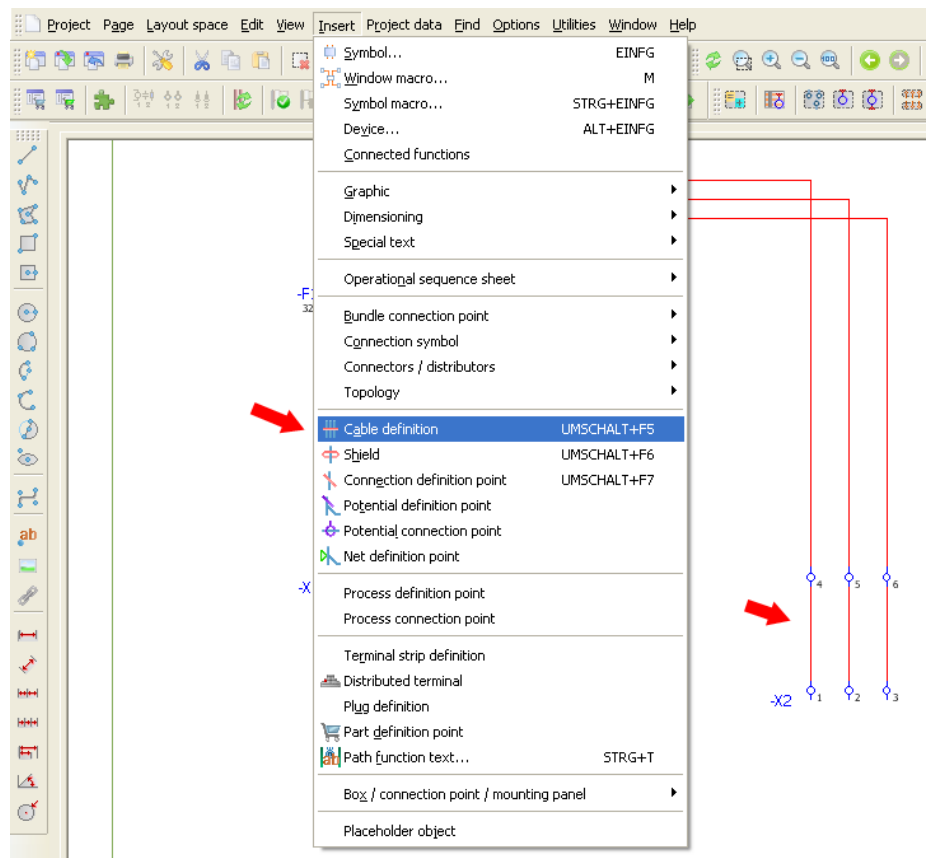 Project Page Layout space Edit View Insert Project data Find Options Utilities Window Help
Symbol... EINFG
Window macro... M
Symbol macro... STRG+EINFG
Device... ALT+EINFG
Connected functions
Graphic
Dimensioning
Special text
Operational sequence sheet
Bundle connection point
Connection symbol
Connectors / distributors
Topology
Cable definition UMSCHALT+F5
Shield UMSCHALT+F6
Connection definition point UMSCHALT+F7
Potential definition point
Potential connection point
Net definition point
Process definition point
Process connection point
Terminal strip definition
Distributed terminal
Plug definition
Part definition point
Path function text... STRG+T
Box / connection point / mounting panel
Placeholder object
ab
-F
32
-X
4 5 6
-X2 1 2 3